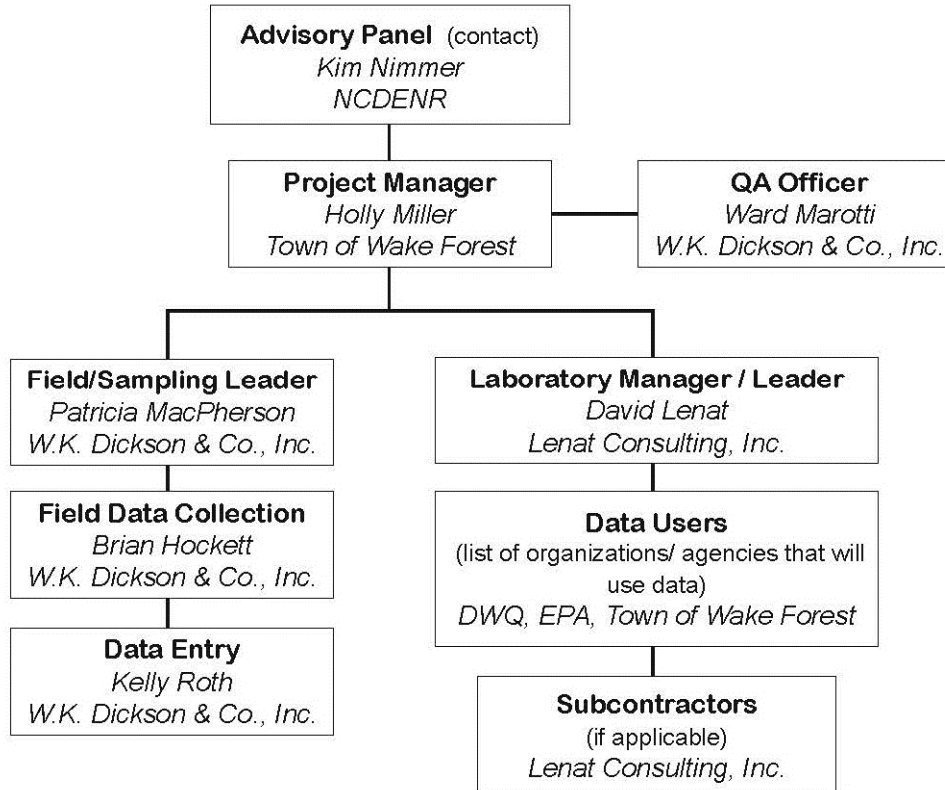 Advisory Panel (contact)
Kim Nimmer
NCDENR
Project Manager
Holly Miller
Town of Wake Forest
QA Officer
Ward Marotti
W.K. Dickson & Co., Inc.
Field/Sampling Leader
Patricia MacPherson
W.K. Dickson & Co., Inc.
Laboratory Manager / Leader
David Lenat
Lenat Consulting, Inc.
Field Data Collection
Brian Hockett
W.K. Dickson & Co., Inc.
Data Users
(list of organizations/ agencies that will
use data)
DWQ, EPA, Town of Wake Forest
Data Entry
Kelly Roth
W.K. Dickson & Co., Inc.
Subcontractors
(if applicable)
Lenat Consulting, Inc.